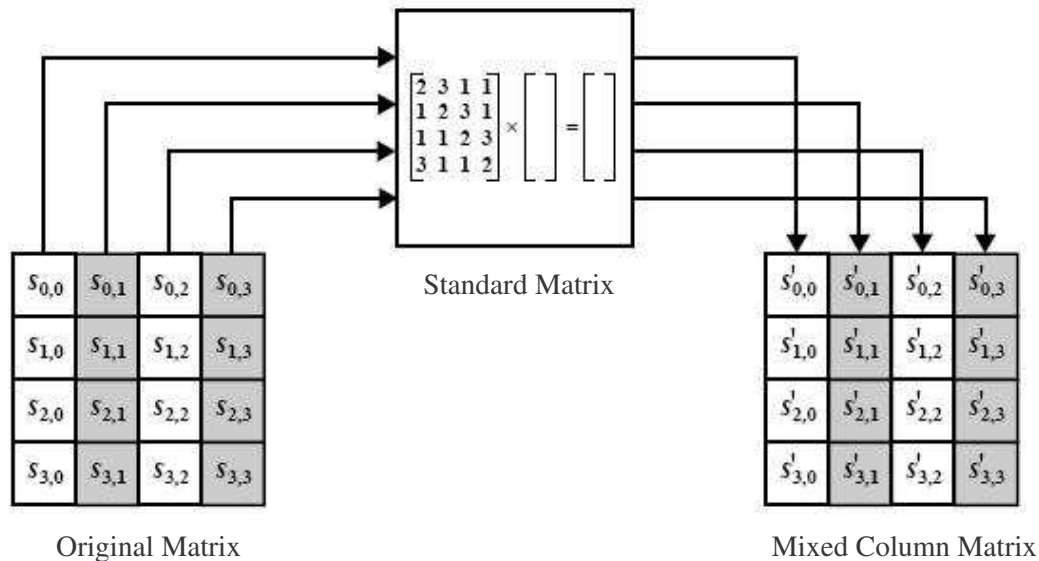 2 3 1 1
1 2 3 1 × =
1 1 2 3
3 1 1 2
Standard Matrix
s0,0 s0,1 s0,2 s0,3
s1,0 s1,1 s1,2 s1,3
s2,0 s2,1 s2,2 s2,3
s3,0 s3,1 s3,2 s3,3
Original Matrix
s'0,0 s'0,1 s'0,2 s'0,3
s'1,0 s'1,1 s'1,2 s'1,3
s'2,0 s'2,1 s'2,2 s'2,3
s'3,0 s'3,1 s'3,2 s'3,3
Mixed Column Matrix